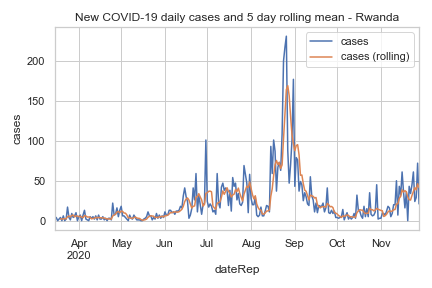 New COVID-19 daily cases and 5 day rolling mean - Rwanda
cases
cases (rolling)
200
150
100
50
0
cases
Apr
2020
May
Jun
Jul
Aug
Sep
Oct
Nov
dateRep